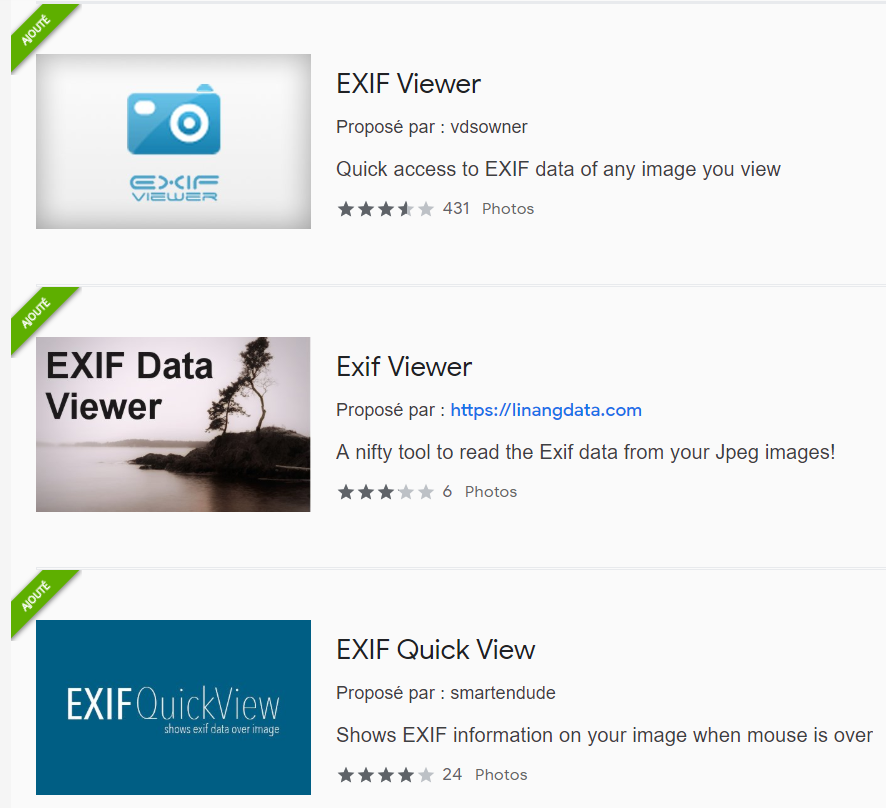 AJOUTÉ
EXIF VIEWER
EXIF Viewer
Proposé par : vdsowner
Quick access to EXIF data of any image you view
431 Photos
AJOUTÉ
EXIF Data
Viewer
Exif Viewer
Proposé par : https://linangdata.com
A nifty tool to read the Exif data from your Jpeg images!
6 Photos
AJOUTÉ
EXIFQuickView
shows exif data over image
EXIF Quick View
Proposé par : smartendude
Shows EXIF information on your image when mouse is over
24 Photos